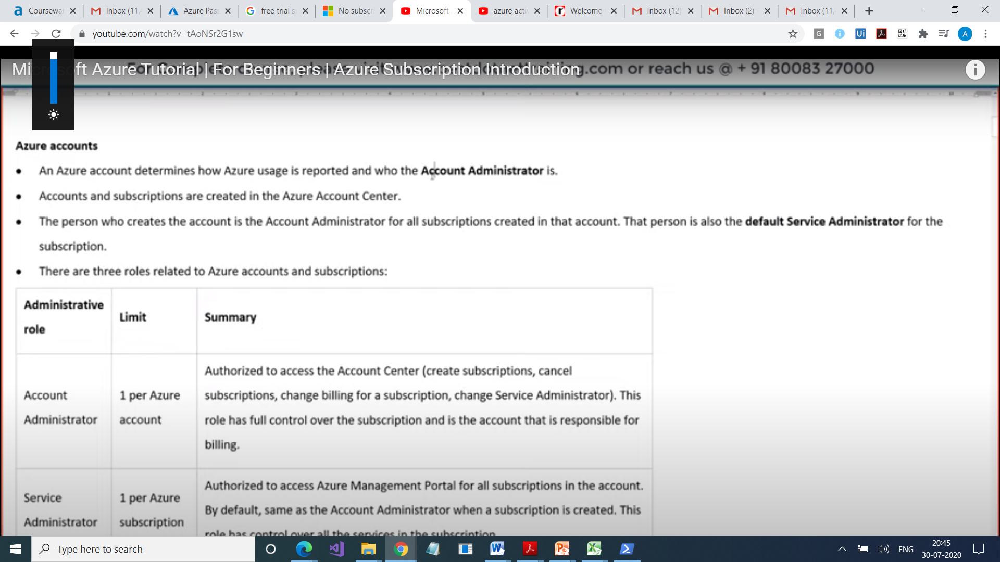 Coursewar
Inbox (11,
Azure Pas
free trial s
No subscr
Microsoft
azure acti
Welcome
Inbox (12)
Inbox (2) -
Inbox (11,
youtube.com/watch?v=tAoNSr2G1sw
G
Ui
A
Microsoft Azure Tutorial | For Beginners | Azure Subscription Introduction
For Complete course, please visit
g.com or reach us @ + 91 80083 27000
Azure accounts
• An Azure account determines how Azure usage is reported and who the Account Administrator is.
• Accounts and subscriptions are created in the Azure Account Center.
• The person who creates the account is the Account Administrator for all subscriptions created in that account. That person is also the default Service Administrator for the
subscription.
• There are three roles related to Azure accounts and subscriptions:
Administrative
role
Limit
Summary
Account
Administrator
1 per Azure
account
Authorized to access the Account Center (create subscriptions, cancel
subscriptions, change billing for a subscription, change Service Administrator). This
role has full control over the subscription and is the account that is responsible for
billing.
Service
Administrator
1 per Azure
subscription
Authorized to access Azure Management Portal for all subscriptions in the account.
By default, same as the Account Administrator when a subscription is created. This
role has control over all the services in the subscription
Type here to search
ENG
20:45
30-07-2020